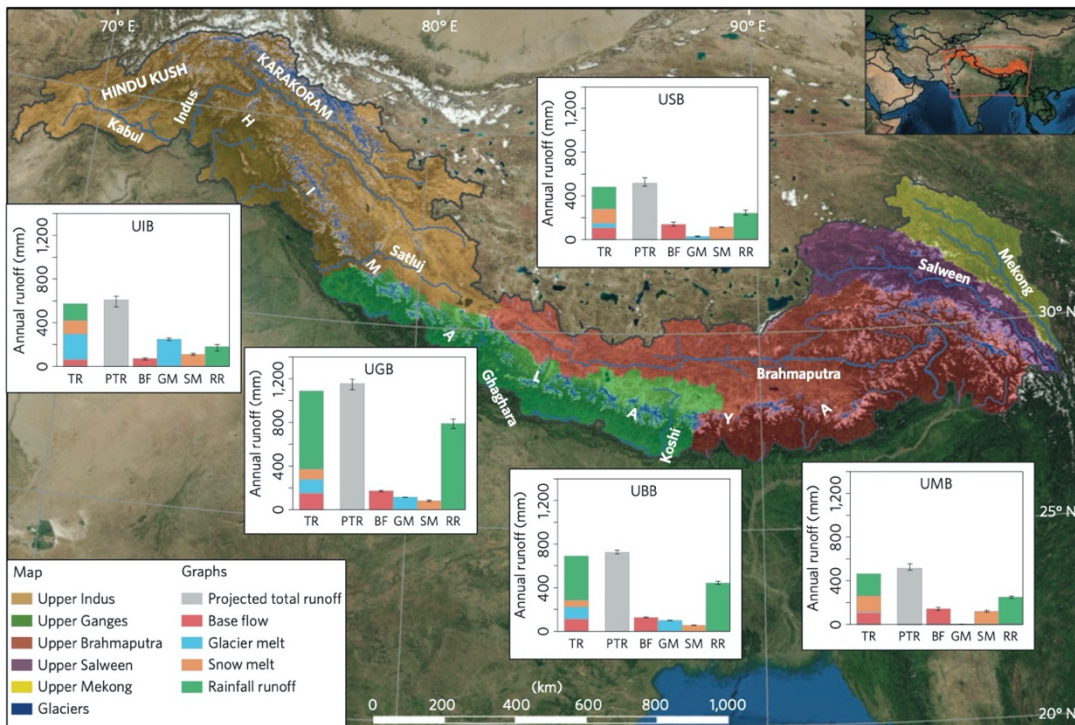 70° E
80° E
90° E
HINDU KUSH
KARAKORAM
Indus
Kabul
H
I
M
A
L
A
Y
A
Satluj
Ghaghara
Koshi
Brahmaputra
Salween
Mekong
30° N
25° N
20° N
USB
Annual runoff (mm)
1,200
800
400
0
TR PTR BF GM SM RR
UIB
Annual runoff (mm)
1,200
800
400
0
TR PTR BF GM SM RR
UGB
Annual runoff (mm)
1,200
800
400
0
TR PTR BF GM SM RR
UBB
Annual runoff (mm)
1,200
800
400
0
TR PTR BF GM SM RR
UMB
Annual runoff (mm)
1,200
800
400
0
TR PTR BF GM SM RR
Map Graphs
Upper Indus Projected total runoff
Upper Ganges Base flow
Upper Brahmaputra Glacier melt
Upper Salween Snow melt
Upper Mekong Rainfall runoff
Glaciers
(km)
0 200 400 600 800 1,000